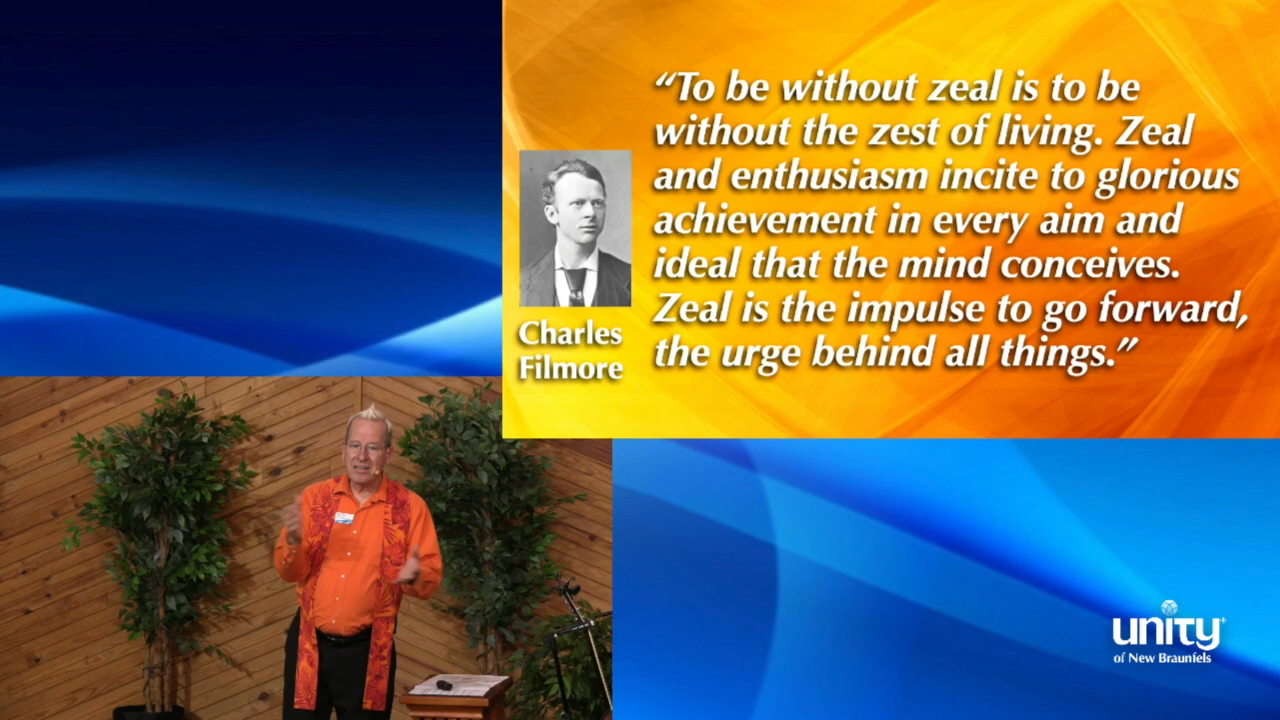 “To be without zeal is to be
without the zest of living. Zeal
and enthusiasm incite to glorious
achievement in every aim and
ideal that the mind conceives.
Zeal is the impulse to go forward,
the urge behind all things.”
Charles
Filmore
unity
of New Braunfels